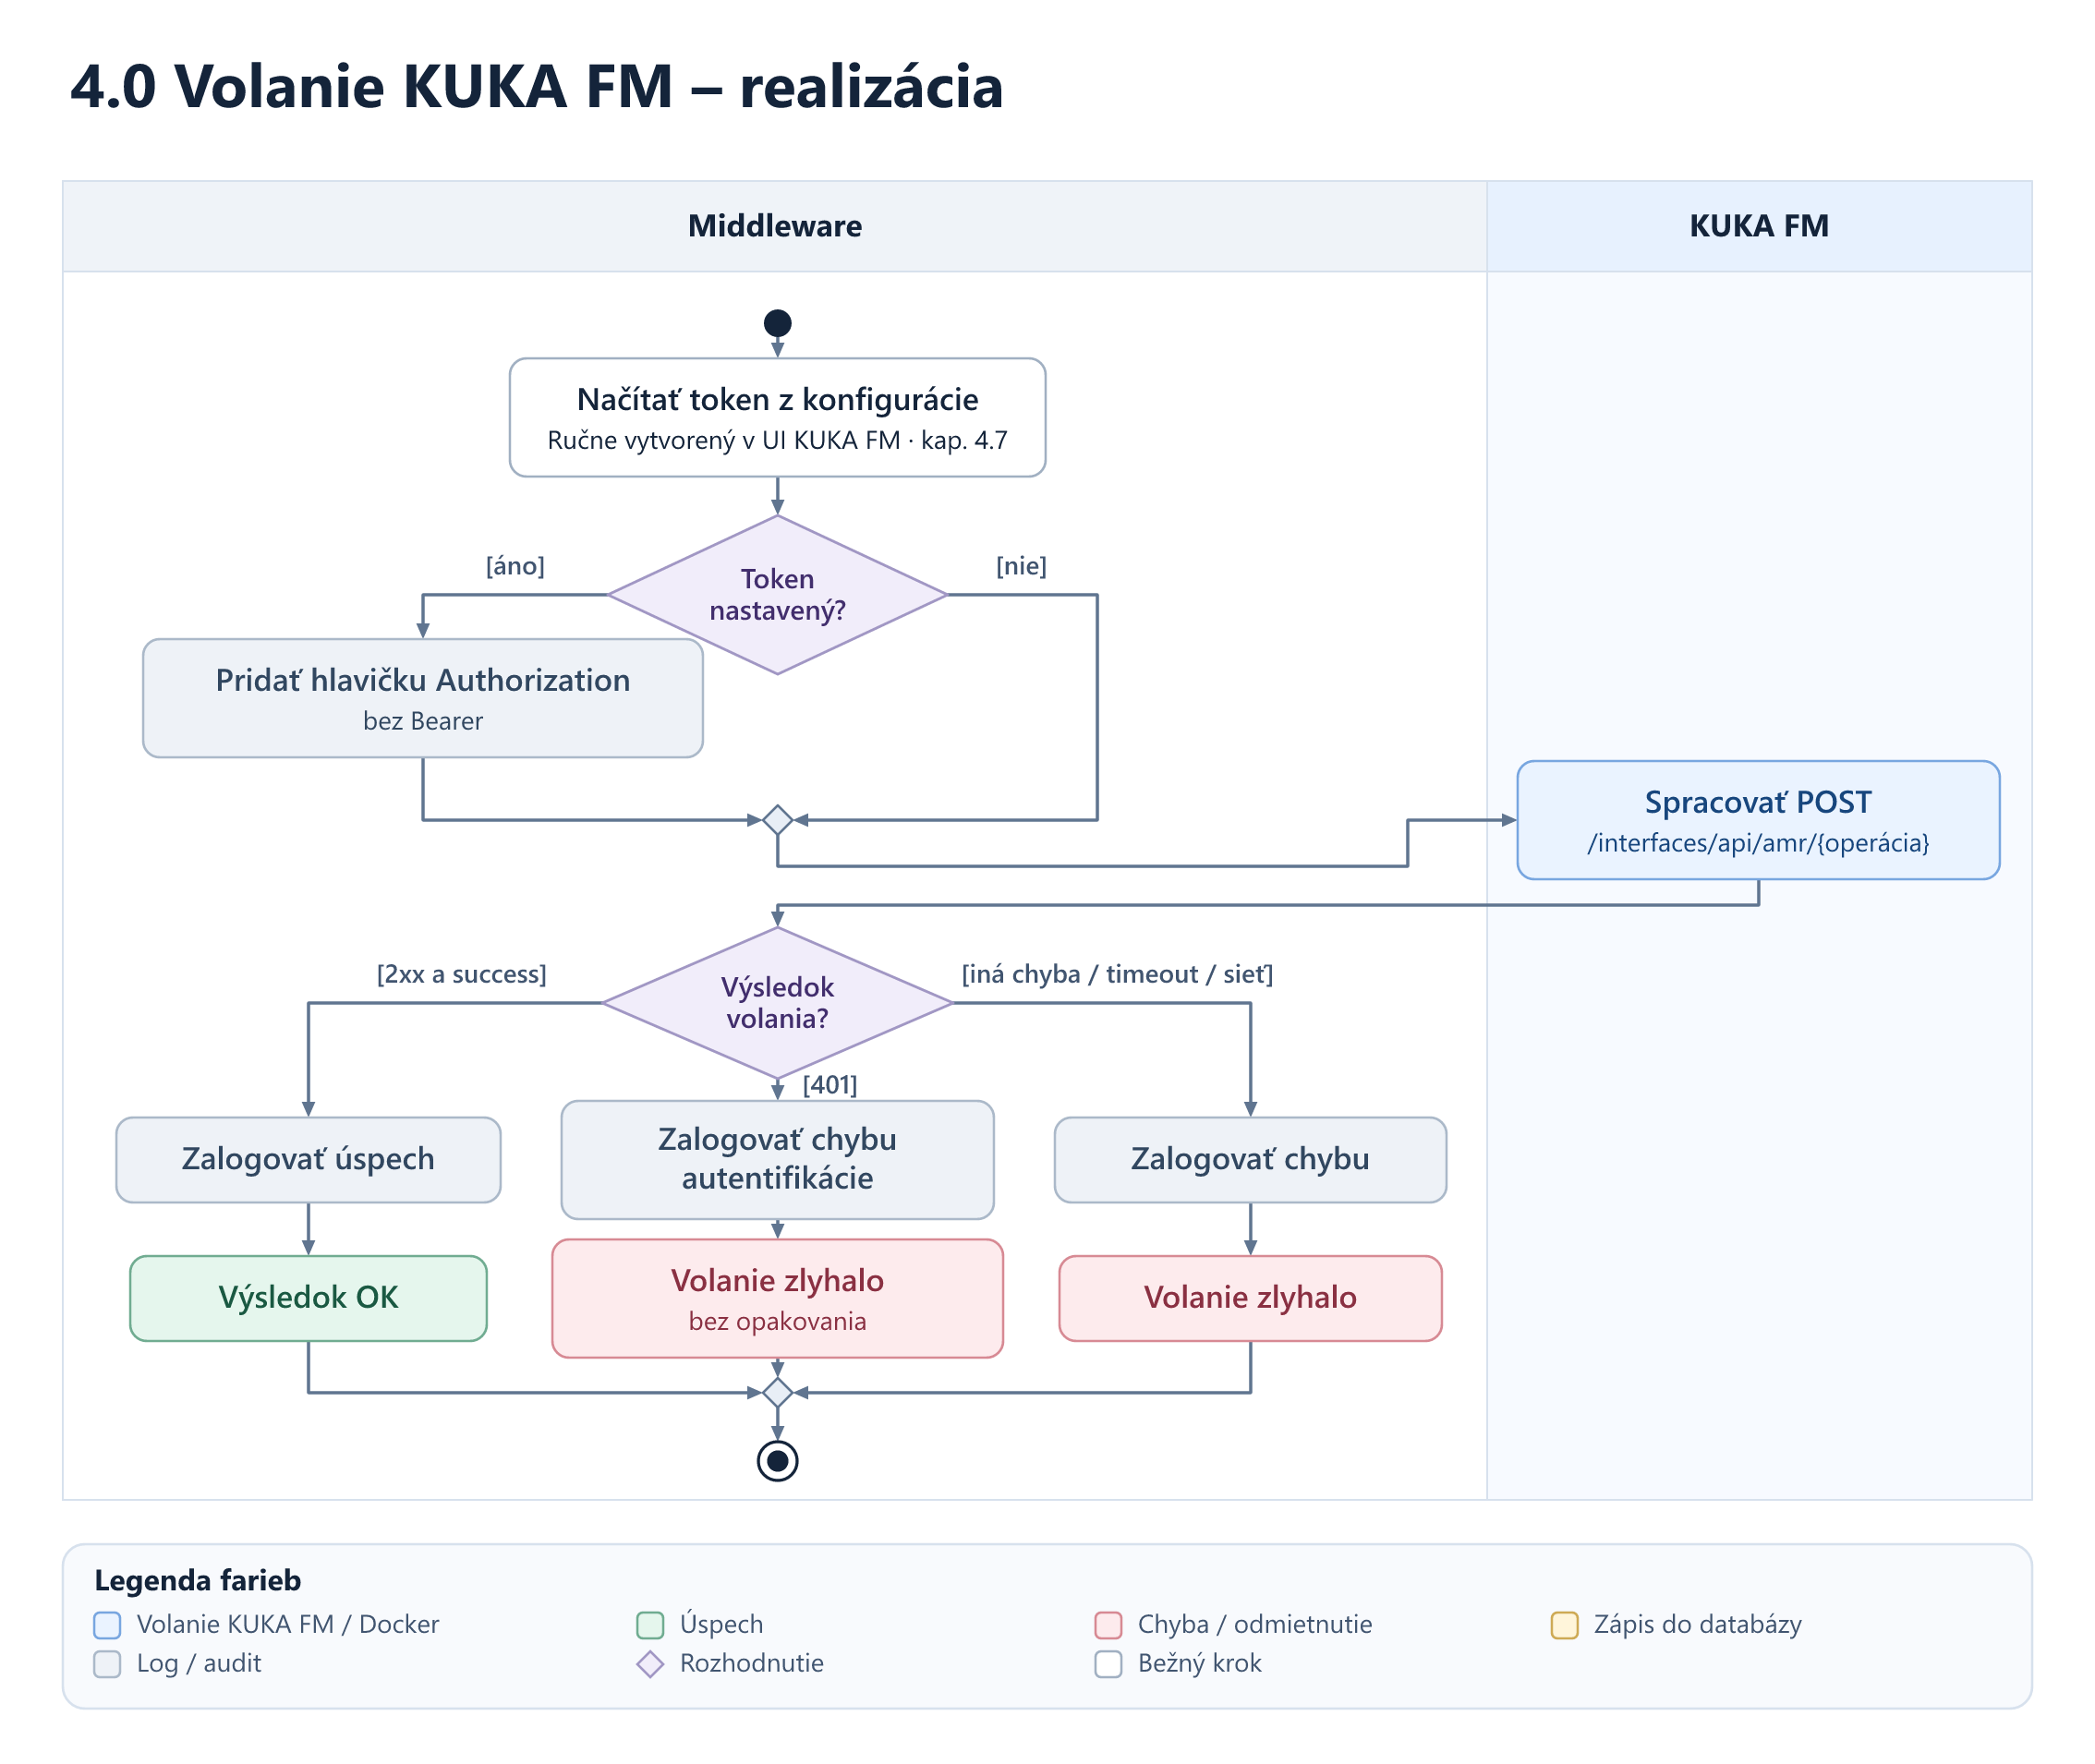 4.0 Volanie KUKA FM – realizácia
Middleware
KUKA FM
Načítať token z konfigurácie
Ručne vytvorený v UI KUKA FM · kap. 4.7
[áno]
[nie]
Token
nastavený?
Pridať hlavičku Authorization
bez Bearer
Spracovať POST
/interfaces/api/amr/{operácia}
[2xx a success]
[iná chyba / timeout / sieť]
Výsledok
volania?
[401]
Zalogovať úspech
Zalogovať chybu
autentifikácie
Zalogovať chybu
Výsledok OK
Volanie zlyhalo
bez opakovania
Volanie zlyhalo
Legenda farieb
Volanie KUKA FM / Docker
Úspech
Chyba / odmietnutie
Zápis do databázy
Log / audit
Rozhodnutie
Bežný krok